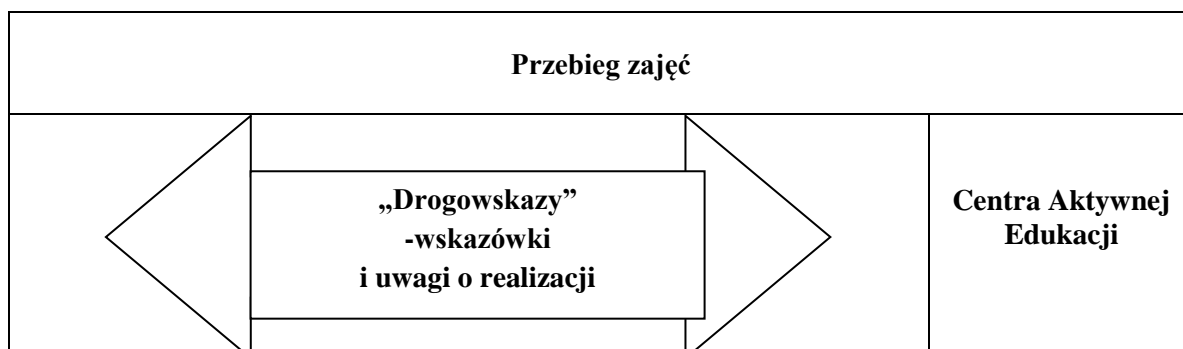 Przebieg zajęć
„Drogowskazy”
-wskazówki
i uwagi o realizacji
Centra Aktywnej
Edukacji